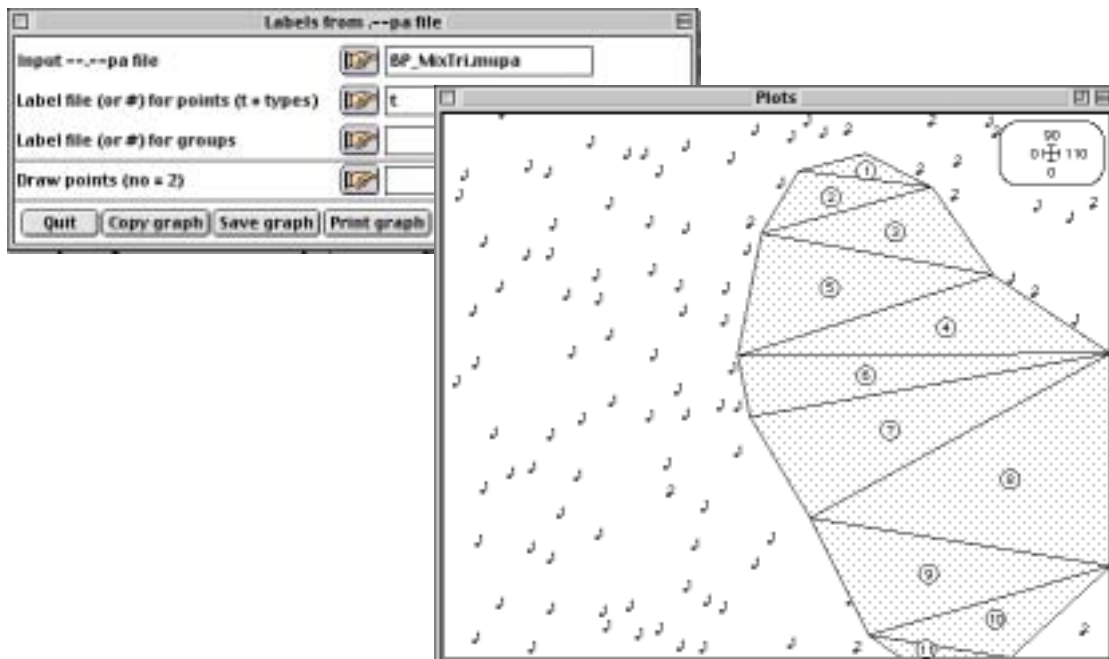 Labels from .--pa file
Input --.--pa file
BP_MixTri.mupa
Label file (or #) for points (t = types)
t
Label file (or #) for groups
Draw points (no = 2)
Quit
Copy graph
Save graph
Print graph
Plots
90
0 110
0
1
2
3
5
4
6
7
8
9
10
11